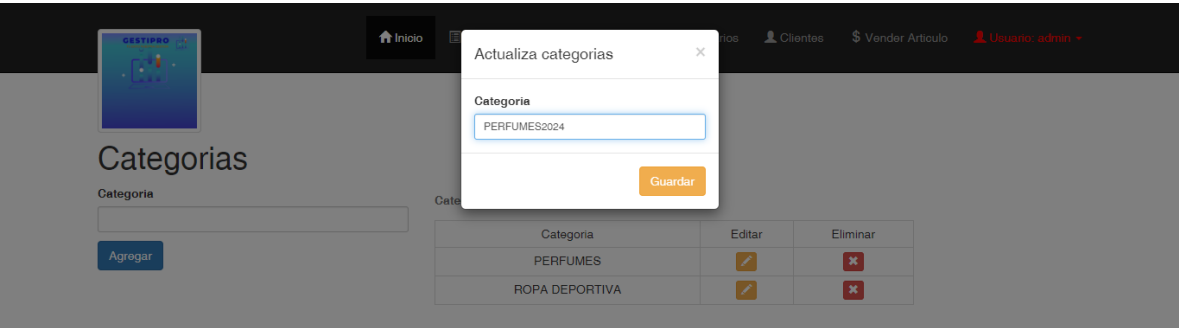 GESTIPRO
Inicio
Actualiza categorias ×
rios
Clientes
$ Vender Articulo
Usuario: admin
Categoria
PERFUMES2024
Guardar
Categorias
Categoria
Agregar
Cate
Categoria Editar Eliminar
PERFUMES
ROPA DEPORTIVA